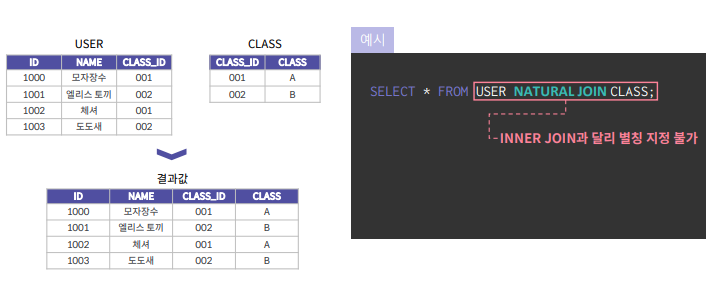 USER
ID NAME CLASS_ID
1000 모자장수 001
1001 엘리스 토끼 002
1002 체셔 001
1003 도도새 002
CLASS
CLASS_ID CLASS
001 A
002 B
결과값
ID NAME CLASS_ID CLASS
1000 모자장수 001 A
1001 엘리스 토끼 002 B
1002 체셔 001 A
1003 도도새 002 B
예시
SELECT * FROM USER NATURAL JOIN CLASS;
INNER JOIN과 달리 별칭 지정 불가